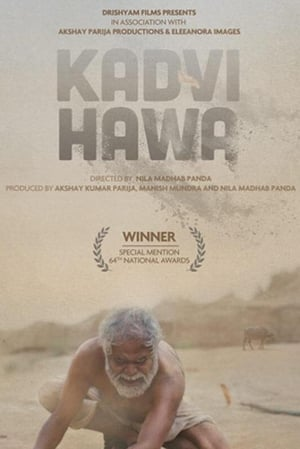 DRISHYAM FILMS PRESENTS
IN ASSOCIATION WITH
AKSHAY PARIJA PRODUCTIONS & ELEEANORA IMAGES
KADVI
HAWA
DIRECTED BY NILA MADHAB PANDA
PRODUCED BY AKSHAY KUMAR PARIJA, MANISH MUNDRA AND NILA MADHAB PANDA
WINNER
SPECIAL MENTION
64TH NATIONAL AWARDS